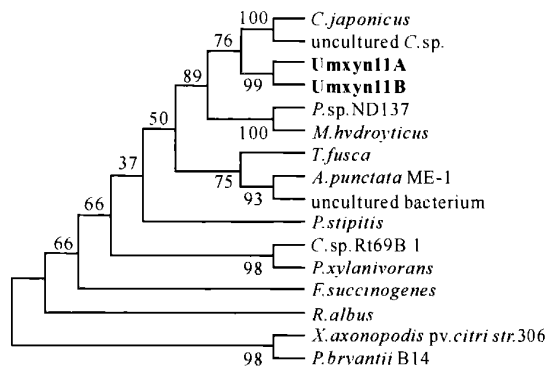 100
C.japonicus
76
uncultured C.sp.
Umxyn11A
89
99
Umxyn11B
P.sp.ND137
50
100
M.hvdroyticus
T.fusca
37
75
A.punctata ME-1
93
uncultured bacterium
66
P.stipitis
C.sp.Rt69B 1
66
98
P.xylanivorans
F.succinogenes
R.albus
X.axonopodis pv.citri str.306
98
P.brvantii B14